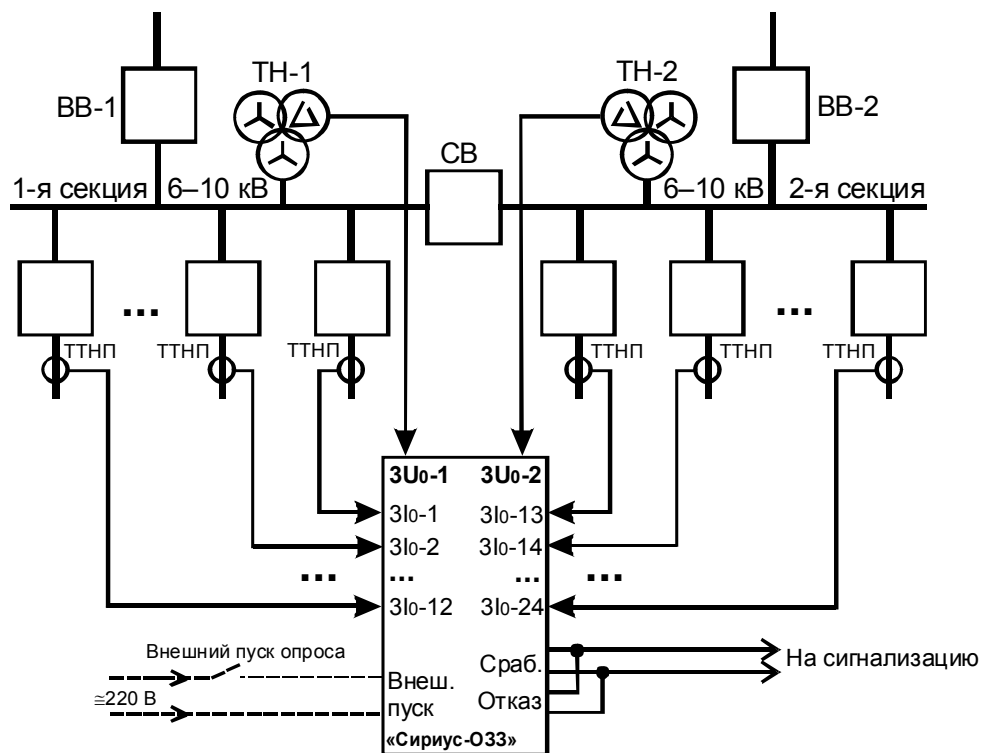 ТН-1
ТН-2
ВВ-1
ВВ-2
СВ
1-я секция
6–10 кВ
6–10 кВ
2-я секция
...
...
ТТНП
ТТНП
ТТНП
ТТНП
ТТНП
ТТНП
3U0-1
3U0-2
3I0-1
3I0-13
3I0-2
3I0-14
...
...
...
...
3I0-12
3I0-24
Внешний пуск опроса
Сраб.
На сигнализацию
Внеш.
пуск
Отказ
≅220 В
«Сириус-ОЗЗ»